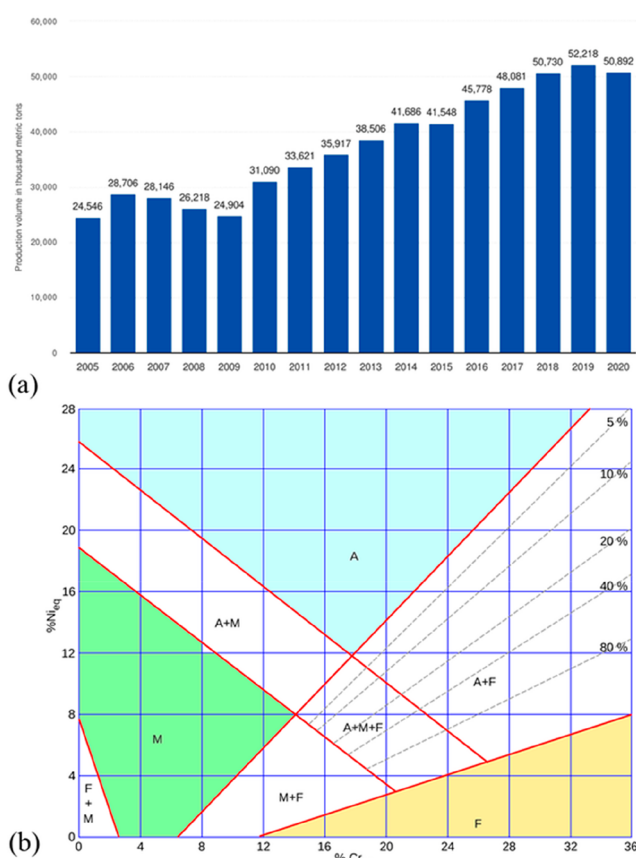 Production volume in thousand metric tons
60,000
50,000
40,000
30,000
20,000
10,000
0
24,546
28,706
28,146
26,218
24,904
31,090
33,621
35,917
38,506
41,686
41,548
45,778
48,081
50,730
52,218
50,892
2005 2006 2007 2008 2009 2010 2011 2012 2013 2014 2015 2016 2017 2018 2019 2020
(a)
%Nieq
28
24
20
16
12
8
4
0
5 %
10 %
20 %
40 %
80 %
A
A+M
A+F
A+M+F
M
M+F
F
+
M
F
0 4 8 12 16 20 24 28 32 36
% Cr
(b)